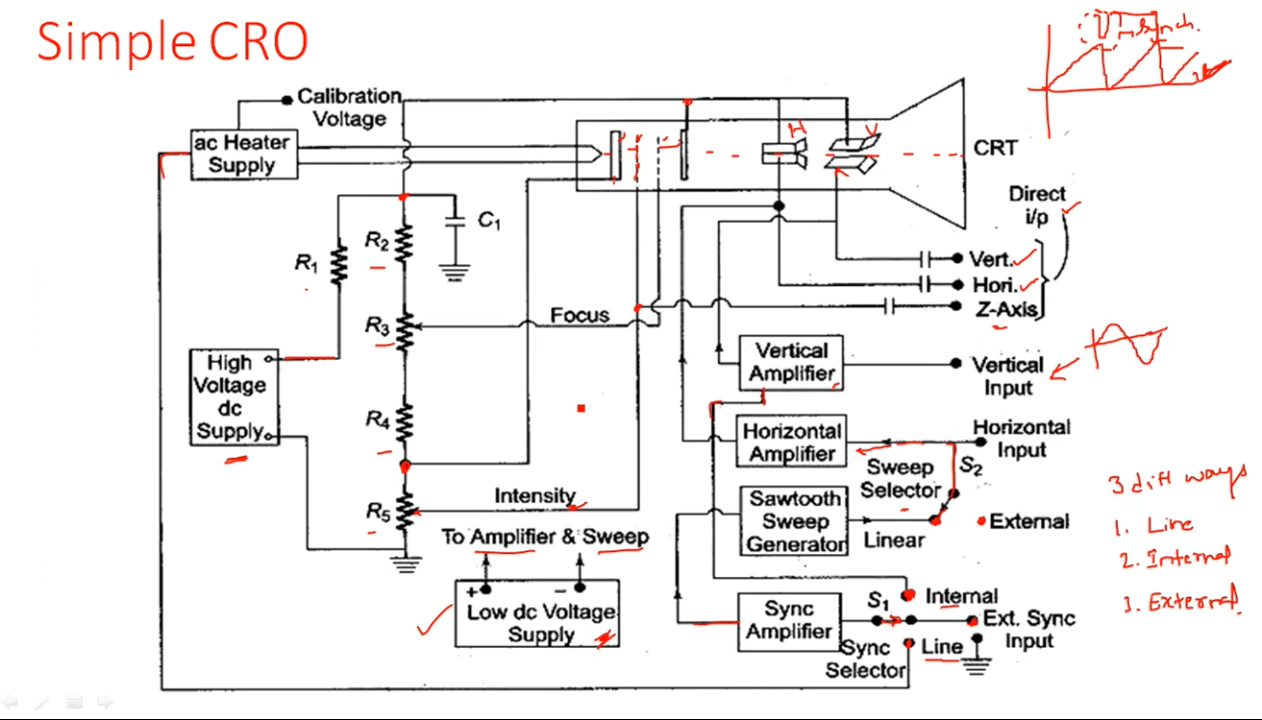 Simple CRO
Calibration
Voltage
ac Heater
Supply
H
V
CRT
Direct
i/p
C1
R2
R1
Vert.
Hori.
Z-Axis
R3
Focus
High
Voltage
dc
Supply
Vertical
Amplifier
Vertical
Input
R4
Horizontal
Amplifier
Horizontal
Input
Sweep
Selector
S2
3 diff ways
Intensity
R5
Sawtooth
Sweep
Generator
Linear
External
1. Line
To Amplifier & Sweep
2. Internal
+
–
Low dc Voltage
Supply
Sync
Amplifier
S1
Internal
Ext. Sync
Input
3. External
Sync
Selector
Line